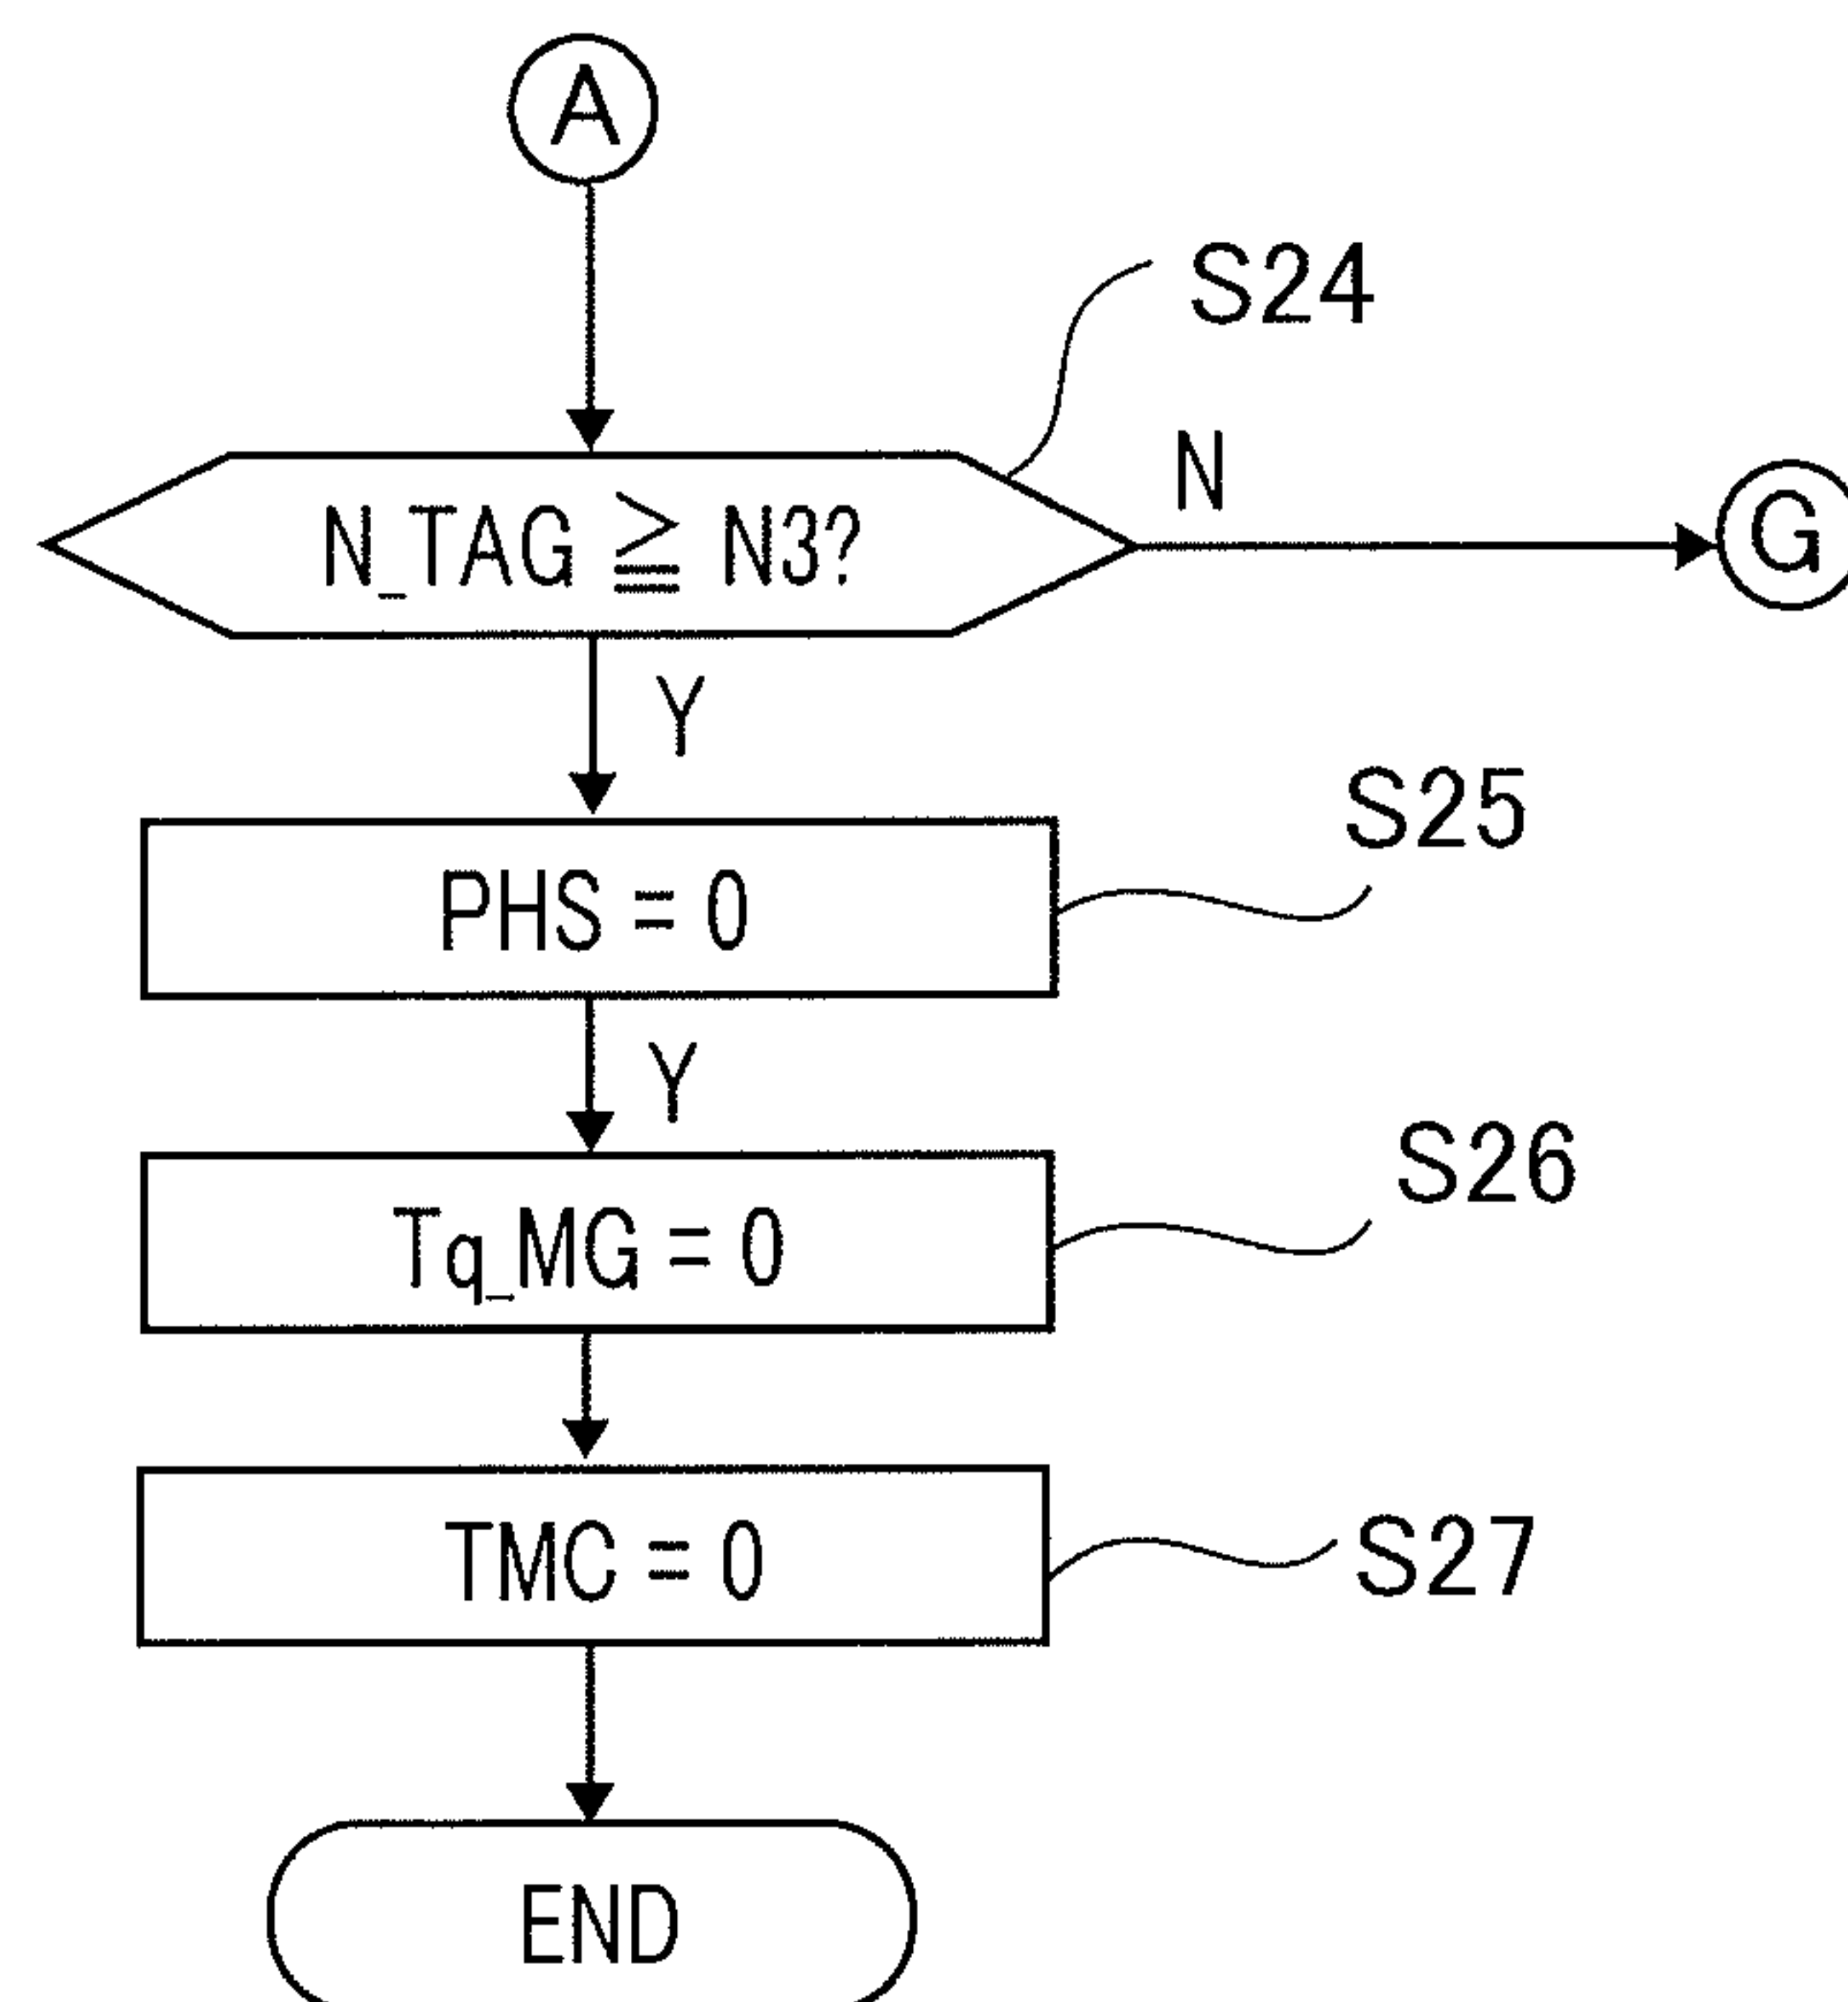 A
S24
N_TAG ≧ N3?
N
G
Y
S25
PHS = 0
Y
S26
Tq_MG = 0
TMC = 0
S27
END